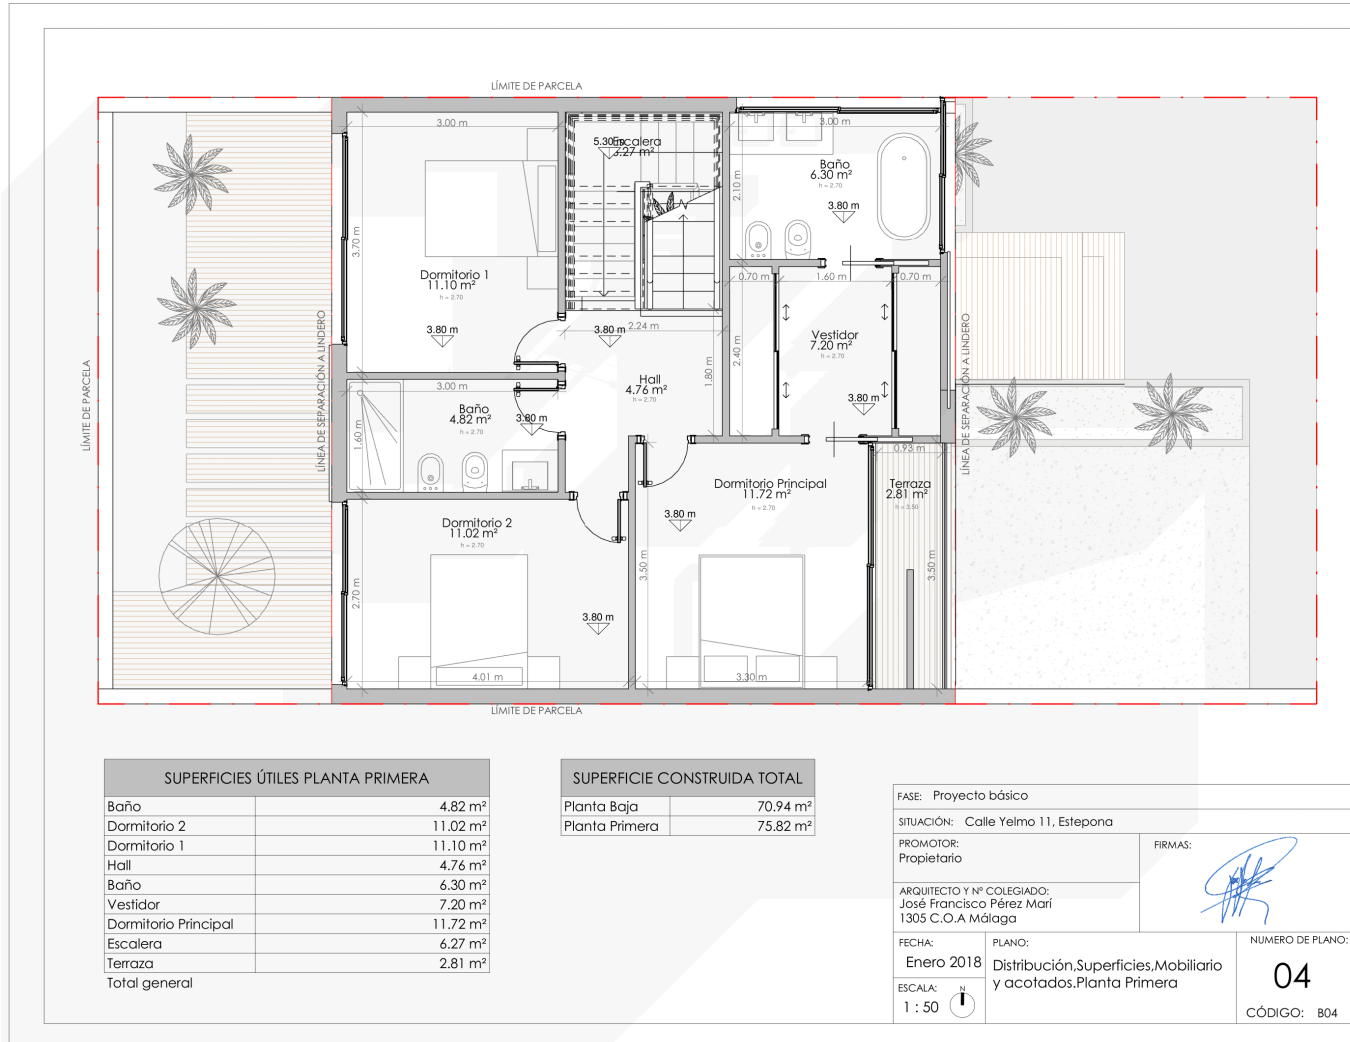 LÍMITE DE PARCELA
3.00 m
5.30 m
Escalera
6.27 m²
3.00 m
Baño
6.30 m²
h = 2.70
3.80 m
2.10 m
3.70 m
Dormitorio 1
11.10 m²
h = 2.70
3.80 m
0.70 m
1.60 m
0.70 m
2.24 m
3.80 m
Vestidor
7.20 m²
h = 2.70
2.40 m
3.80 m
1.80 m
Hall
4.76 m²
h = 2.70
LÍMITE DE PARCELA
LÍNEA DE SEPARACIÓN A LINDERO
LÍNEA DE SEPARACIÓN A LINDERO
3.00 m
Baño
4.82 m²
h = 2.70
3.80 m
1.60 m
0.93 m
Dormitorio Principal
11.72 m²
h = 2.70
3.80 m
Terraza
2.81 m²
h = 3.50
Dormitorio 2
11.02 m²
h = 2.70
3.50 m
3.50 m
2.70 m
3.80 m
4.01 m
3.30 m
LÍMITE DE PARCELA
SUPERFICIES ÚTILES PLANTA PRIMERA
Baño 4.82 m²
Dormitorio 2 11.02 m²
Dormitorio 1 11.10 m²
Hall 4.76 m²
Baño 6.30 m²
Vestidor 7.20 m²
Dormitorio Principal 11.72 m²
Escalera 6.27 m²
Terraza 2.81 m²
Total general
SUPERFICIE CONSTRUIDA TOTAL
Planta Baja 70.94 m²
Planta Primera 75.82 m²
FASE: Proyecto básico
SITUACIÓN: Calle Yelmo 11, Estepona
PROMOTOR:
Propietario
FIRMAS:
ARQUITECTO Y Nº COLEGIADO:
José Francisco Pérez Marí
1305 C.O.A Málaga
FECHA:
Enero 2018
PLANO:
Distribución,Superficies,Mobiliario
y acotados.Planta Primera
NUMERO DE PLANO:
04
ESCALA:
1 : 50
N
CÓDIGO: B04